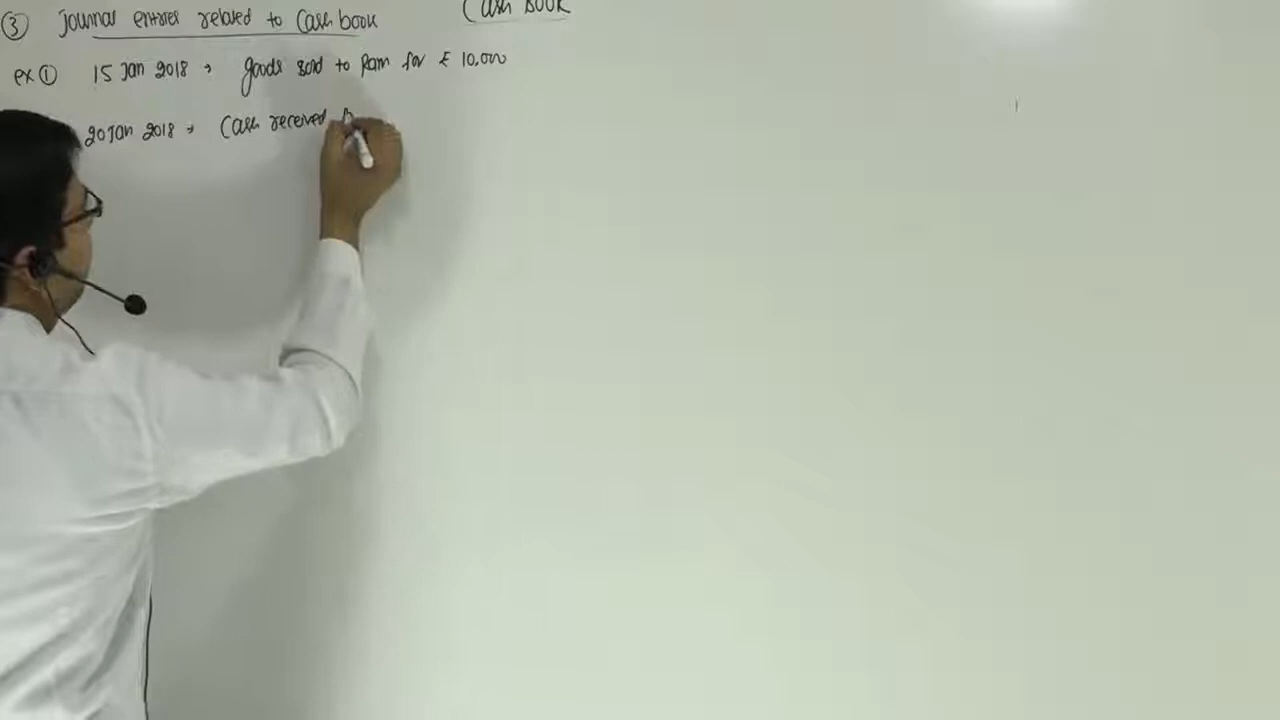 Cash BOOK
③ Journal entries related to Cash book
ex ① 15 Jan 2018 → goods sold to Ram for ₹ 10,000
20 Jan 2018 → Cash received